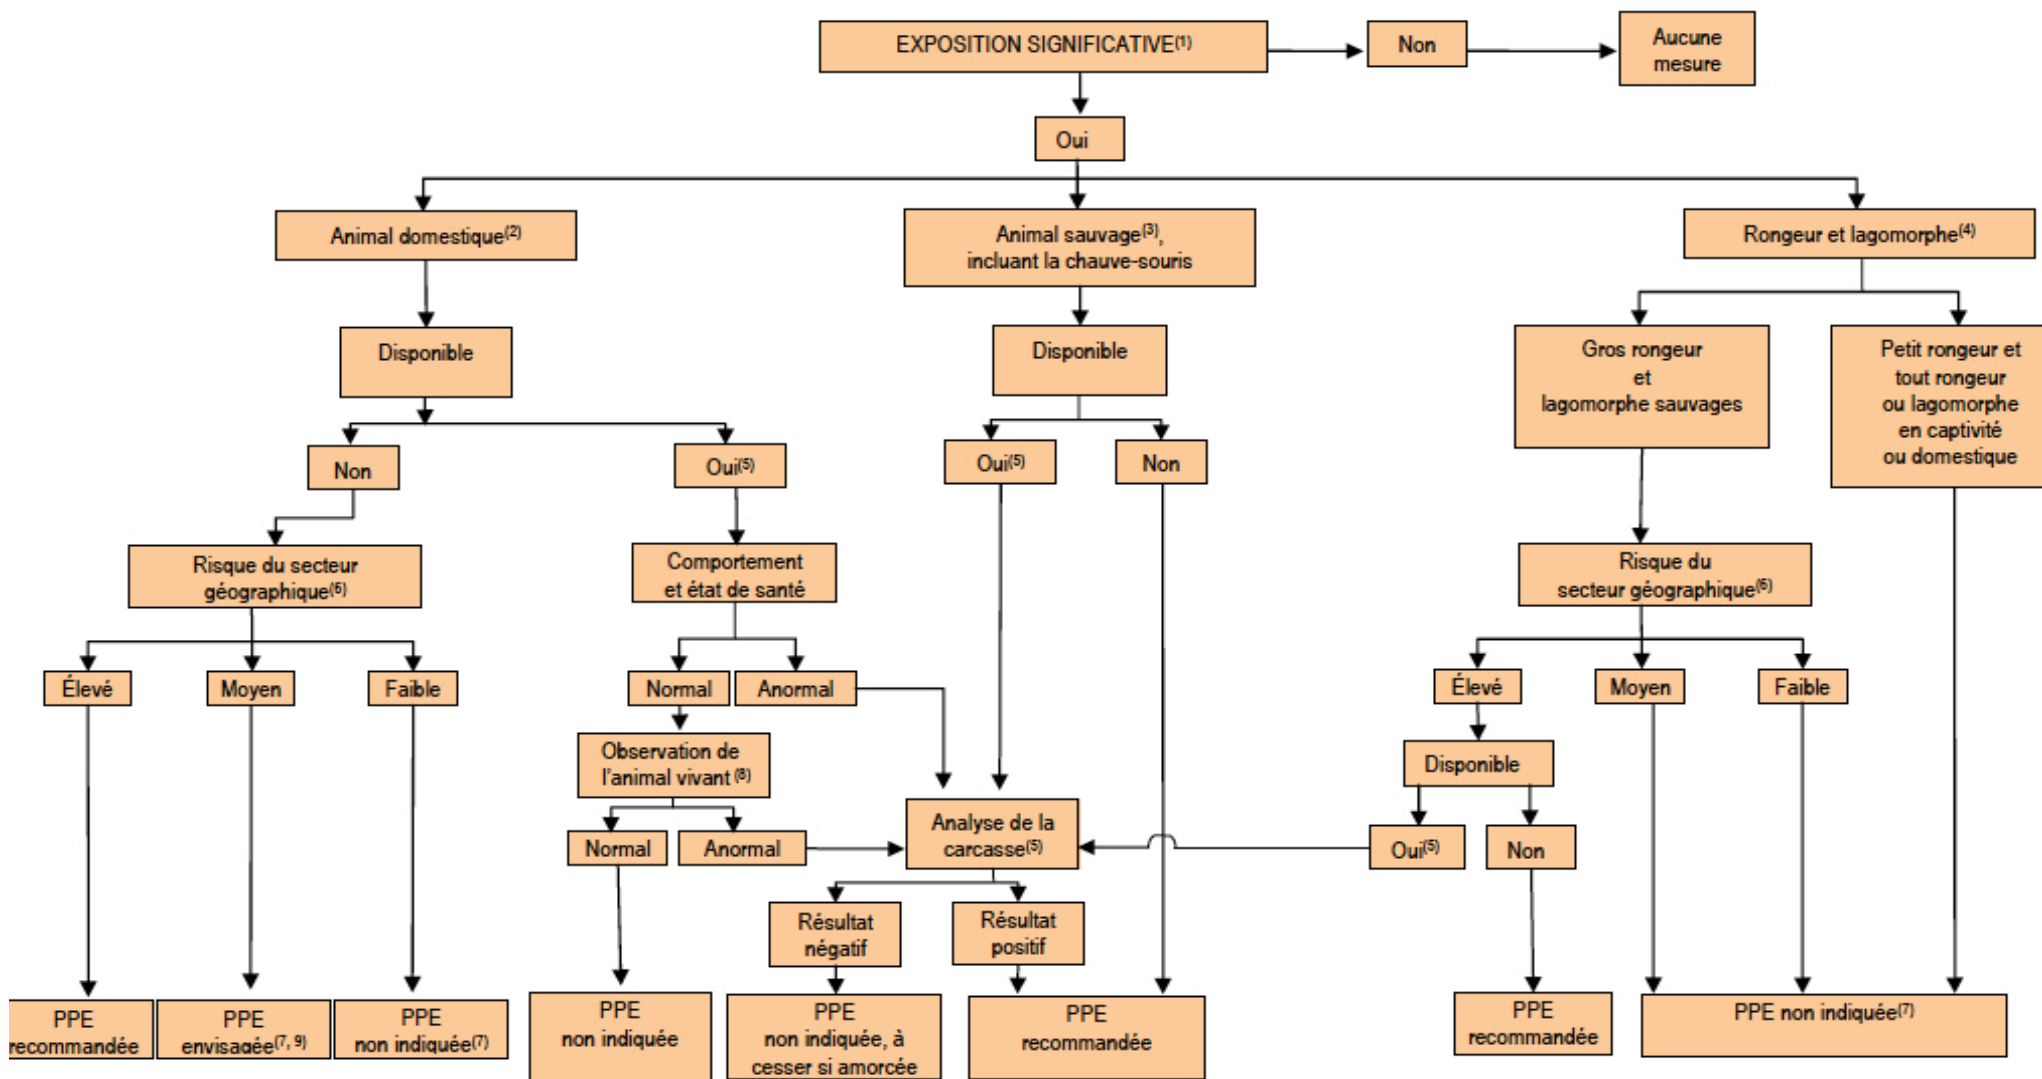 EXPOSITION SIGNIFICATIVE(1)
Non
Aucune
mesure
Oui
Animal domestique(2)
Animal sauvage(3),
incluant la chauve-souris
Rongeur et lagomorphe(4)
Disponible
Disponible
Gros rongeur
et
lagomorphe sauvages
Petit rongeur et
tout rongeur
ou lagomorphe
en captivité
ou domestique
Non
Oui(5)
Oui(5)
Non
Risque du secteur
géographique(6)
Comportement
et état de santé
Risque du
secteur géographique(6)
Élevé
Moyen
Faible
Normal
Anormal
Élevé
Moyen
Faible
Observation de
l'animal vivant (8)
Disponible
Normal
Anormal
Analyse de la
carcasse(5)
Oui(5)
Non
Résultat
négatif
Résultat
positif
PPE
recommandée
PPE
envisagée(7, 9)
PPE
non indiquée(7)
PPE
non indiquée
PPE
non indiquée, à
cesser si amorcée
PPE
recommandée
PPE
recommandée
PPE non indiquée(7)